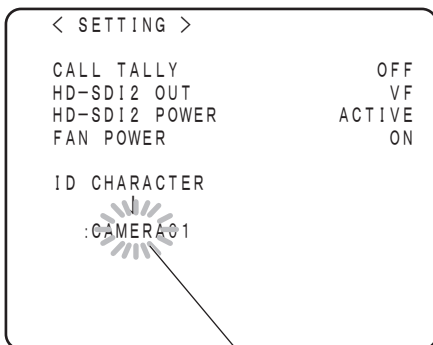 < SETTING >
CALL TALLY OFF
HD-SDI2 OUT VF
HD-SDI2 POWER ACTIVE
FAN POWER ON
ID CHARACTER
:CAMERA01